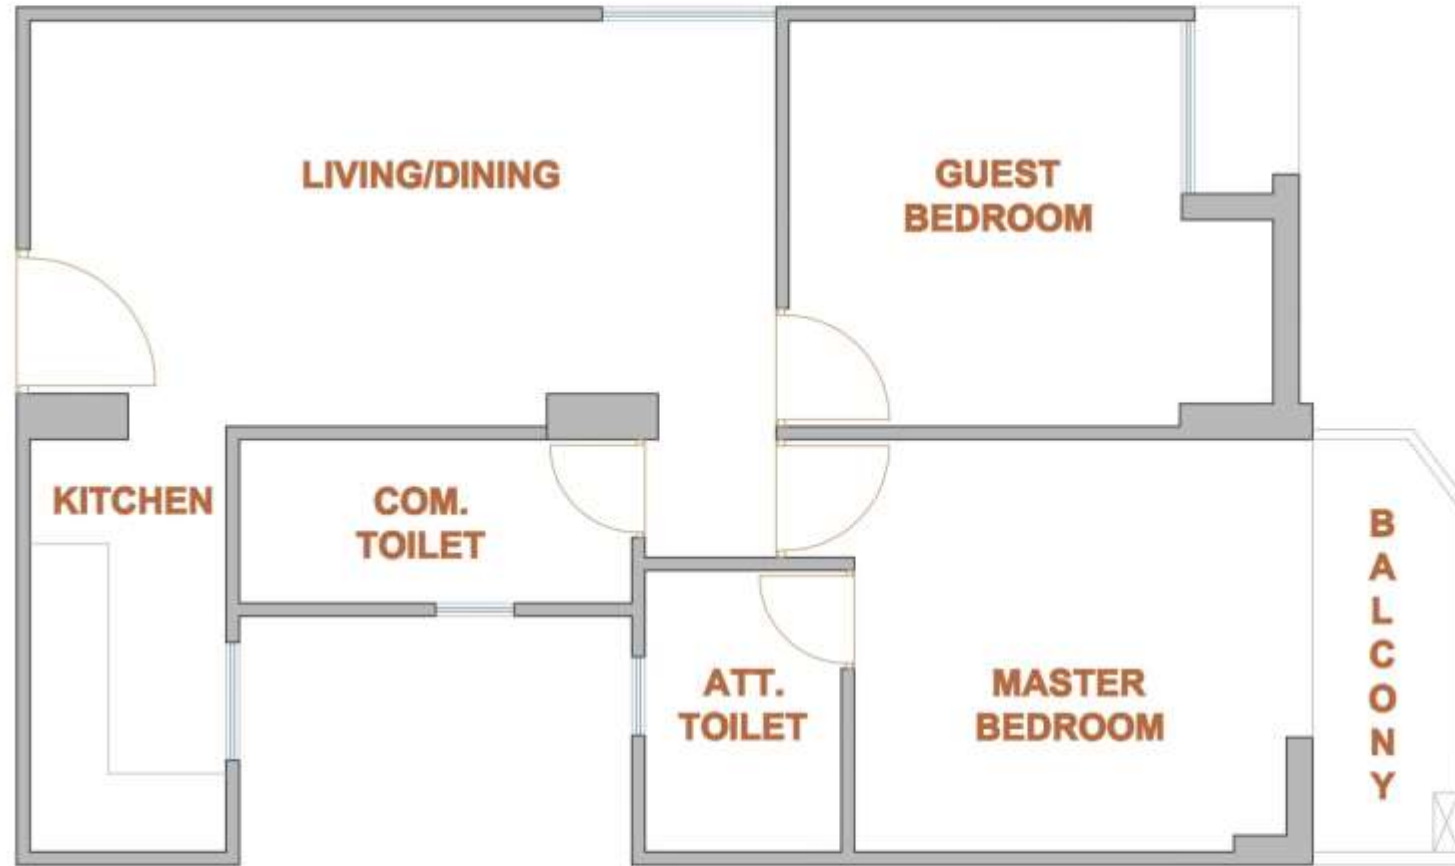 LIVING/DINING
GUEST
BEDROOM
KITCHEN
COM.
TOILET
ATT.
TOILET
MASTER
BEDROOM
B
A
L
C
O
N
Y